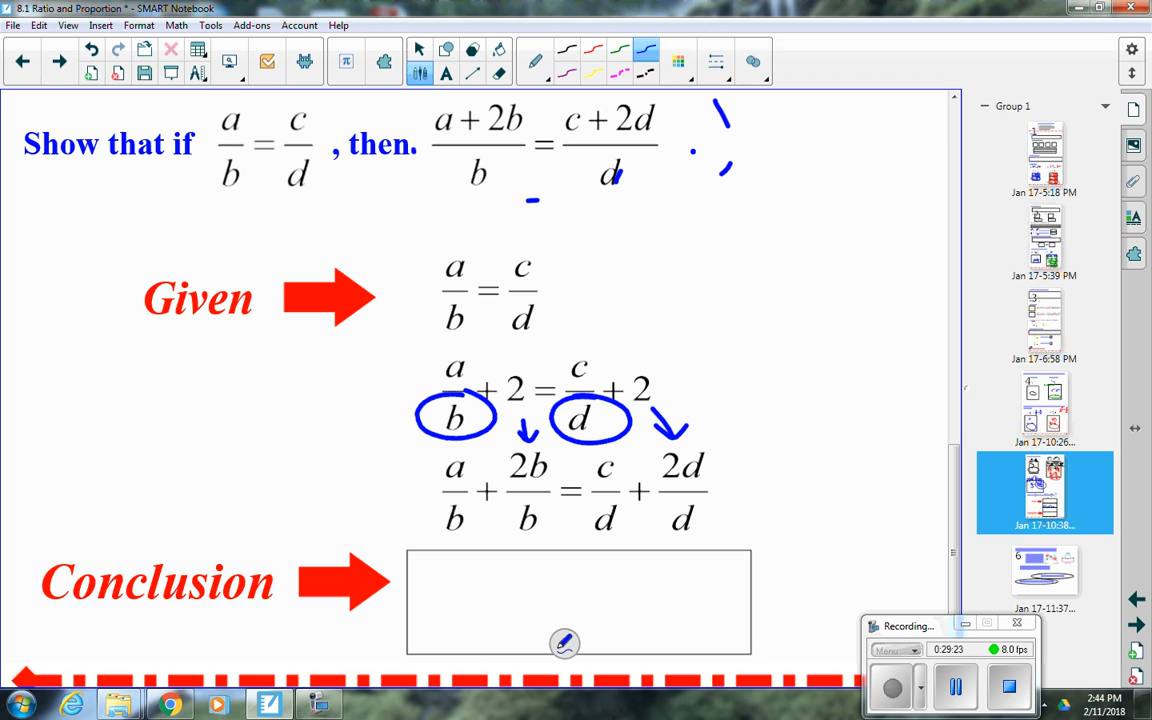 8.1 Ratio and Proportion * - SMART Notebook
File Edit View Insert Format Math Tools Add-ons Account Help
Show that if a/b = c/d , then. (a + 2b)/b = (c + 2d)/d .
Given
a/b = c/d
a/b + 2 = c/d + 2
a/b + 2b/b = c/d + 2d/d
Conclusion
Group 1
Jan 17-5:18 PM
Jan 17-5:39 PM
Jan 17-6:58 PM
Jan 17-10:26...
Jan 17-10:38...
Jan 17-11:37...
Recording...
Menu 0:29:23 8.0 fps
2:44 PM
2/11/2018